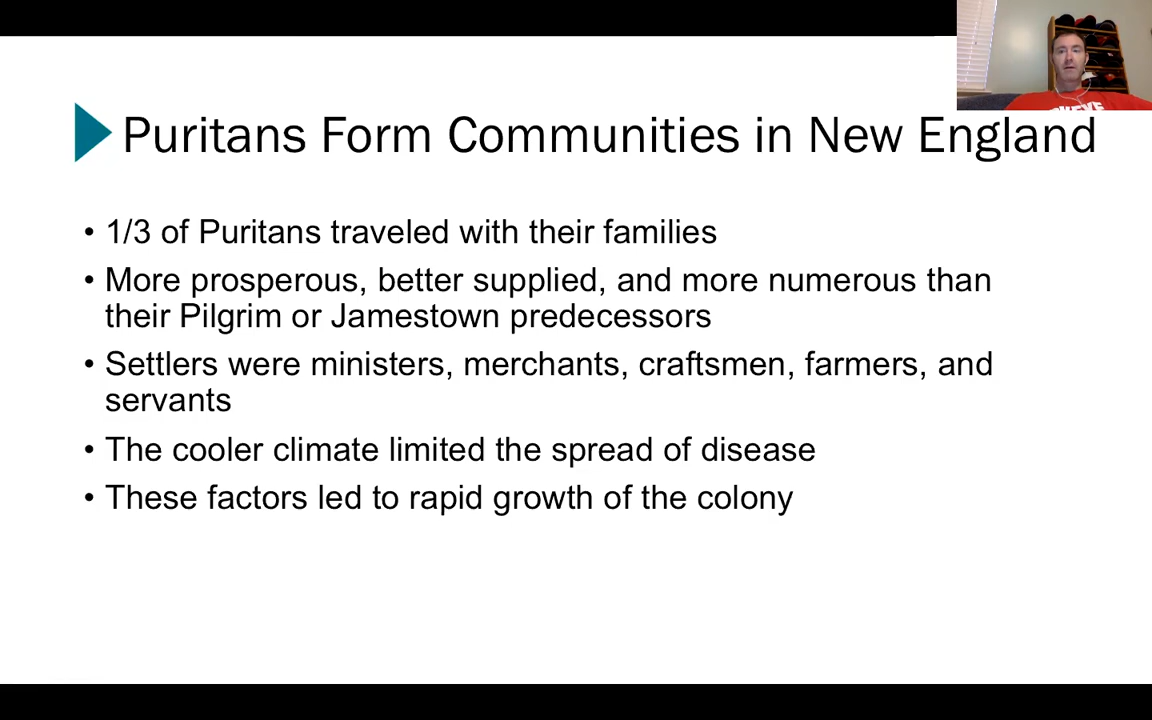 Puritans Form Communities in New England
• 1/3 of Puritans traveled with their families
• More prosperous, better supplied, and more numerous than
their Pilgrim or Jamestown predecessors
• Settlers were ministers, merchants, craftsmen, farmers, and
servants
• The cooler climate limited the spread of disease
• These factors led to rapid growth of the colony